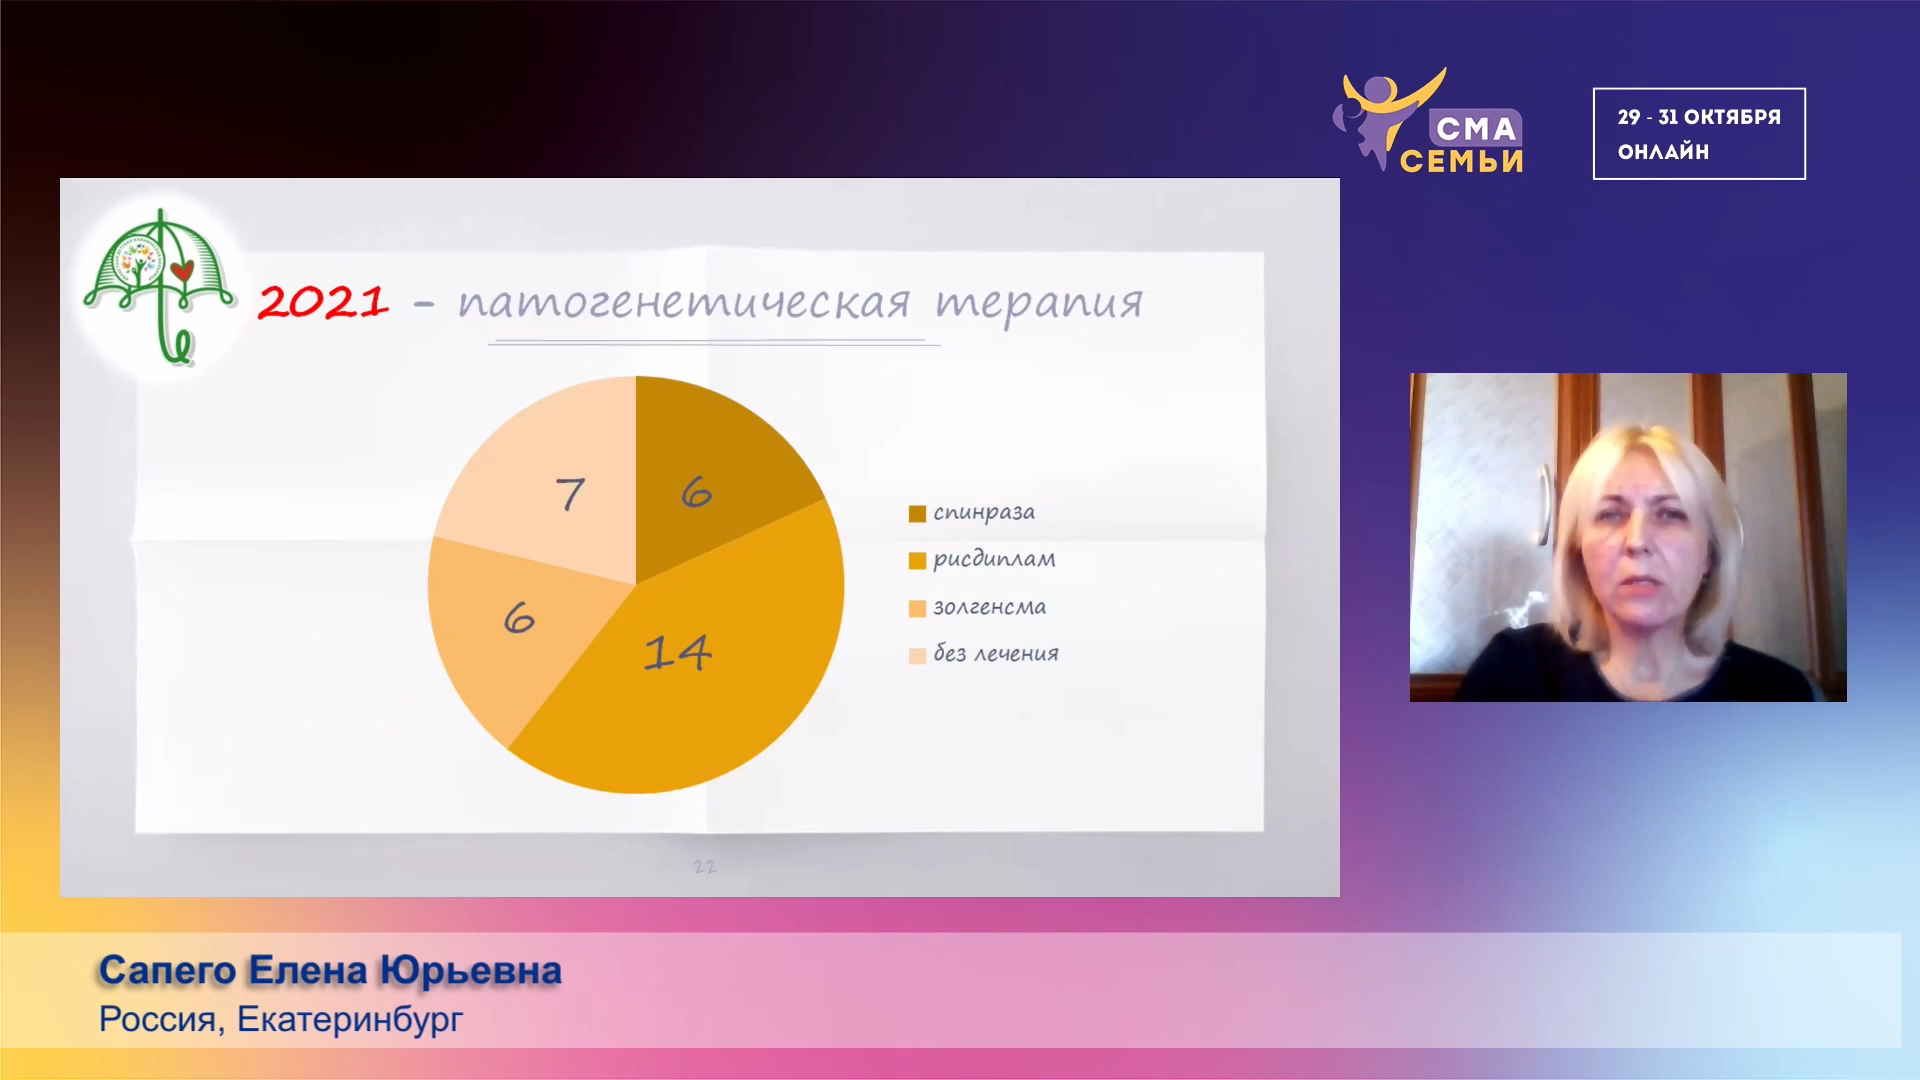 СМА
СЕМЬИ
29 - 31 ОКТЯБРЯ
ОНЛАЙН
2021 - патогенетическая терапия
7
6
6
14
спинраза
рисдиплам
золгенсма
без лечения
22
Сапего Елена Юрьевна
Россия, Екатеринбург